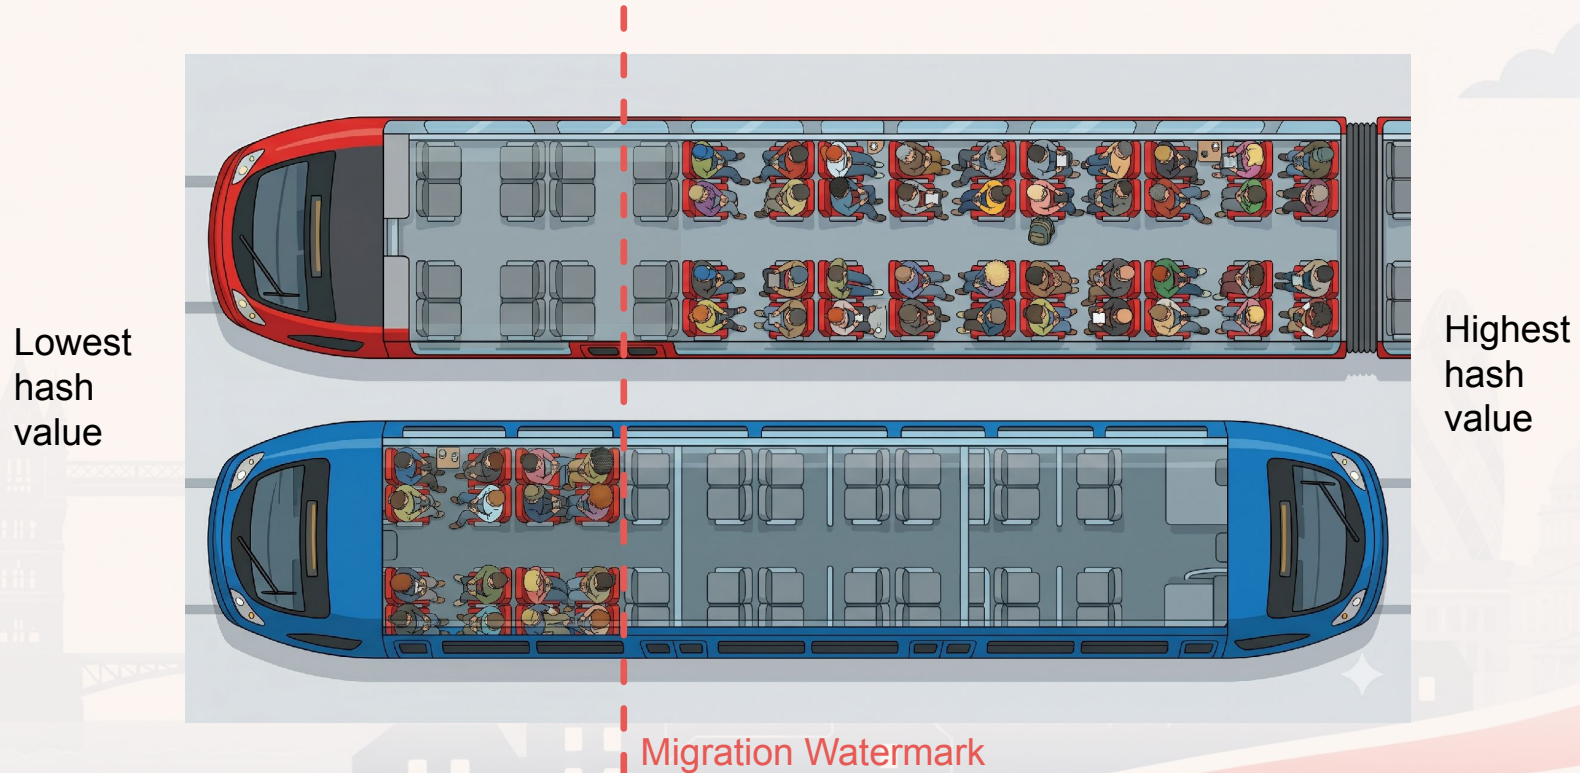 Lowest
hash
value
Highest
hash
value
Migration Watermark